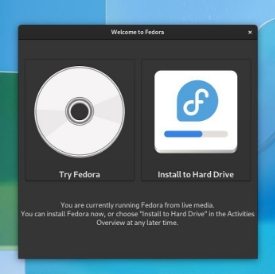 Welcome to Fedora
Try Fedora
Install to Hard Drive
You are currently running Fedora from live media.
You can install Fedora now, or choose "Install to Hard Drive" in the Activities
Overview at any later time.